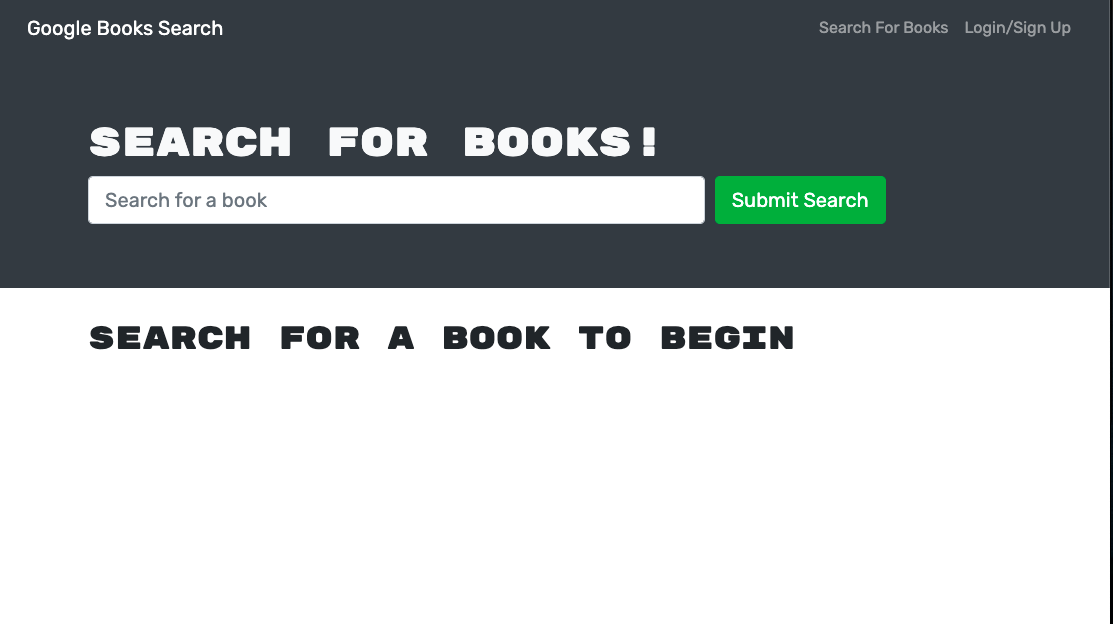 Google Books Search
Search For Books Login/Sign Up
SEARCH FOR BOOKS!
Search for a book
Submit Search
SEARCH FOR A BOOK TO BEGIN